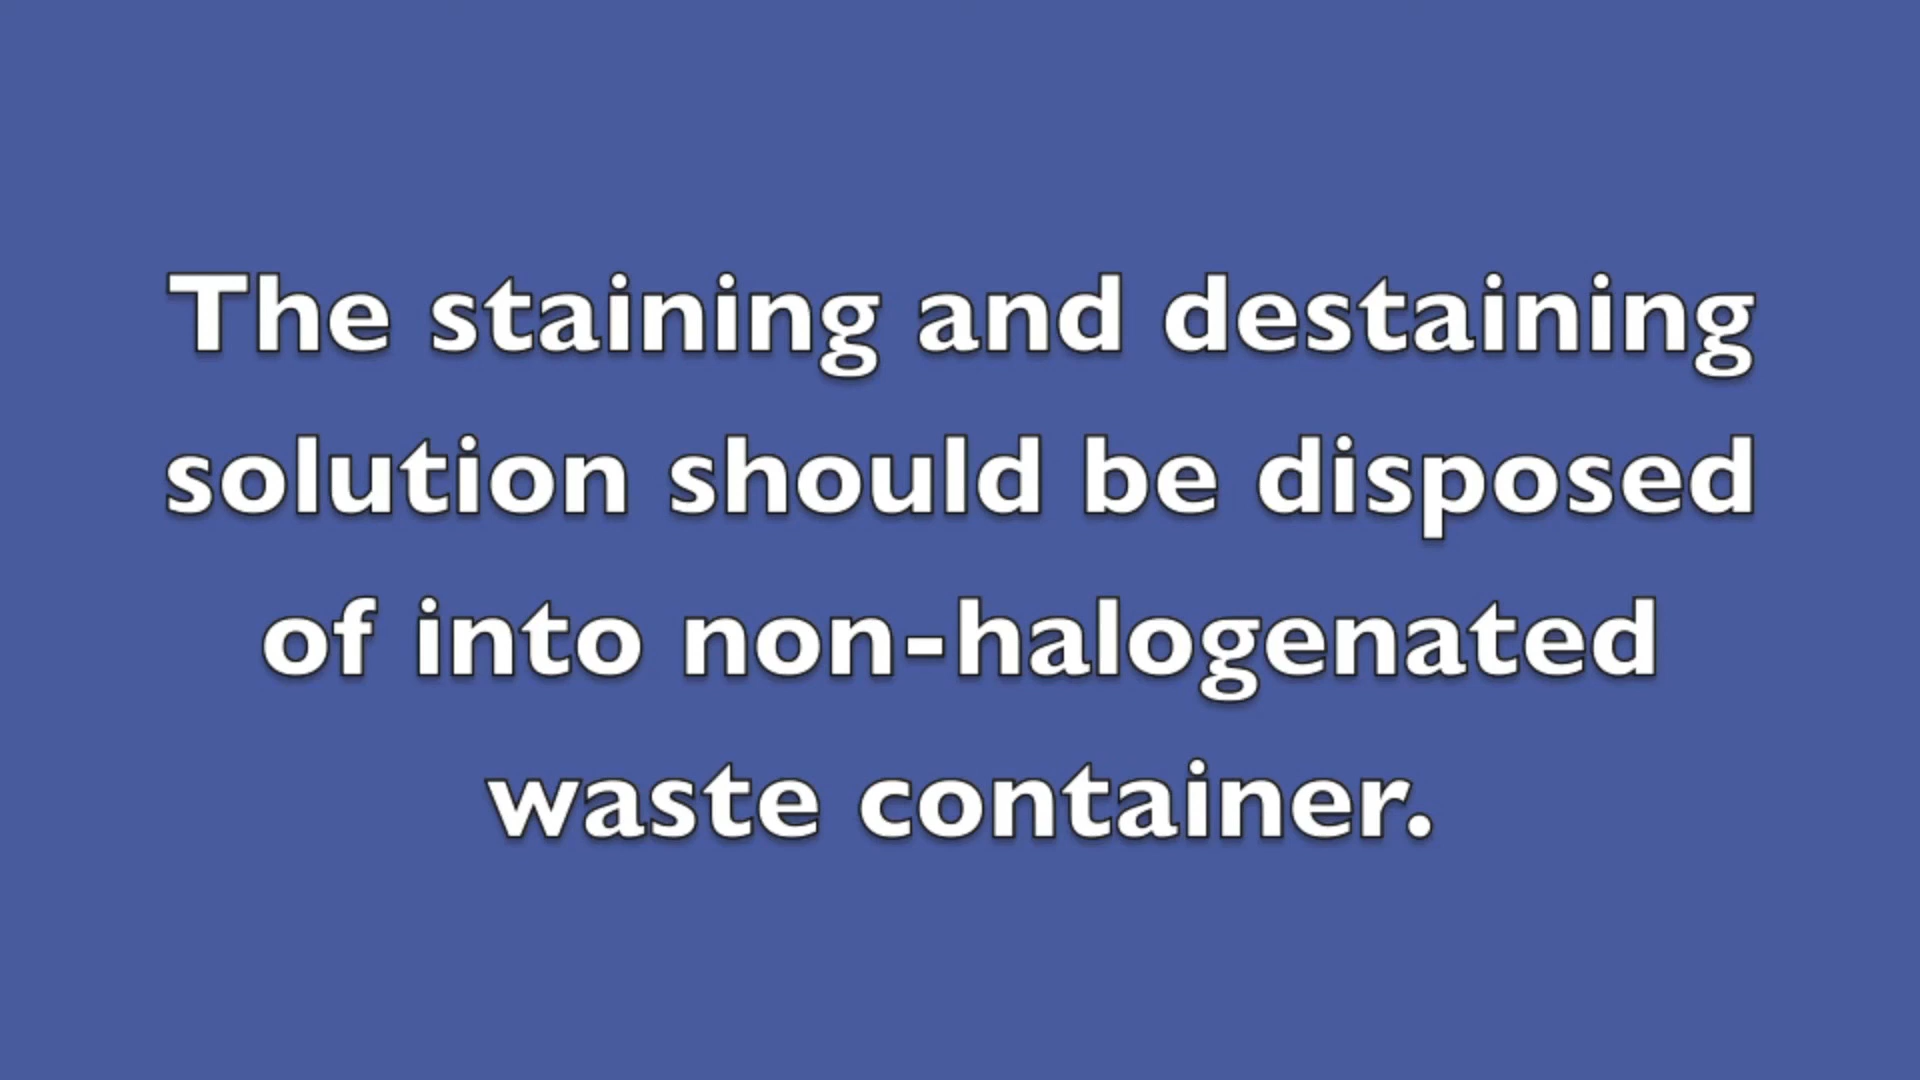 The staining and destaining
solution should be disposed
of into non-halogenated
waste container.